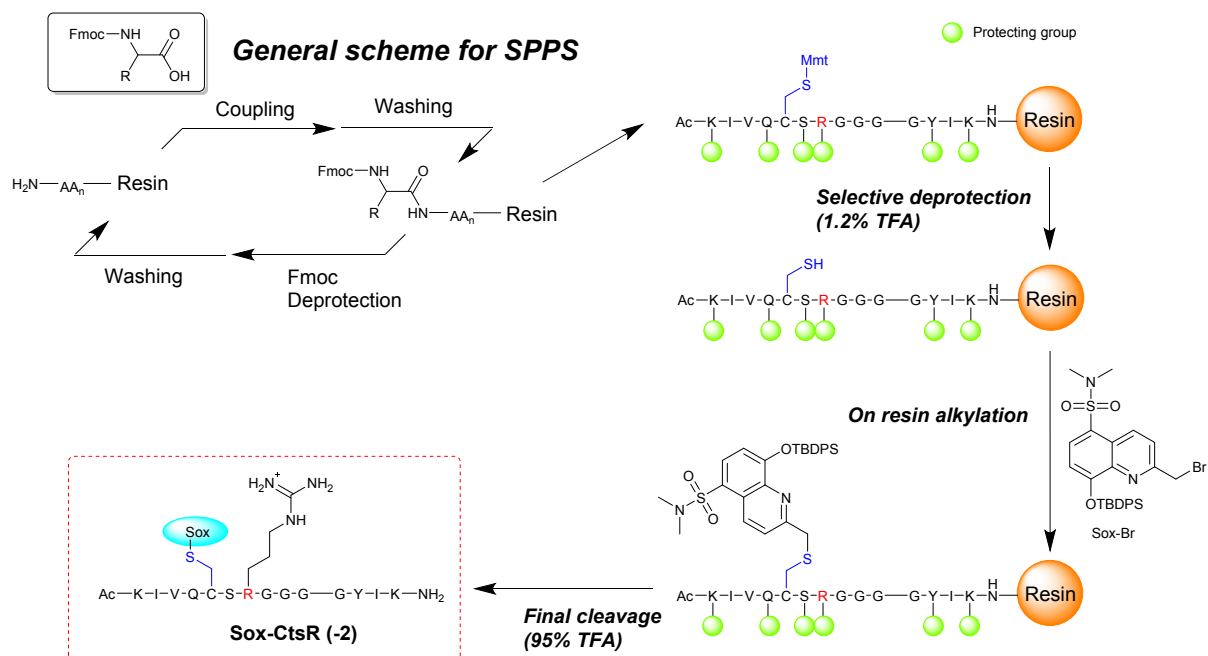 General scheme for SPPS
Fmoc
NH
O
R
OH
Protecting group
Coupling
Washing
H2N
AAn
Resin
Fmoc
NH
O
R
HN
AAn
Resin
Washing
Fmoc
Deprotection
Mmt
S
Ac-K-I-V-Q-C-S-R-G-G-G—G-Y-I-K-N
H
Resin
Selective deprotection
(1.2% TFA)
SH
Ac-K-I-V-Q-C-S-R-G-G-G—G-Y-I-K-N
H
Resin
On resin alkylation
N
O
S
O
N
Br
OTBDPS
Sox-Br
OTBDPS
O
N
S
N
O
S
Ac-K-I-V-Q-C-S-R-G-G-G—G-Y-I-K-N
H
Resin
Final cleavage
(95% TFA)
+
H2N
NH2
NH
Sox
S
Ac-K-I-V-Q-C-S-R-G-G-G—G-Y-I-K-NH2
Sox-CtsR (-2)